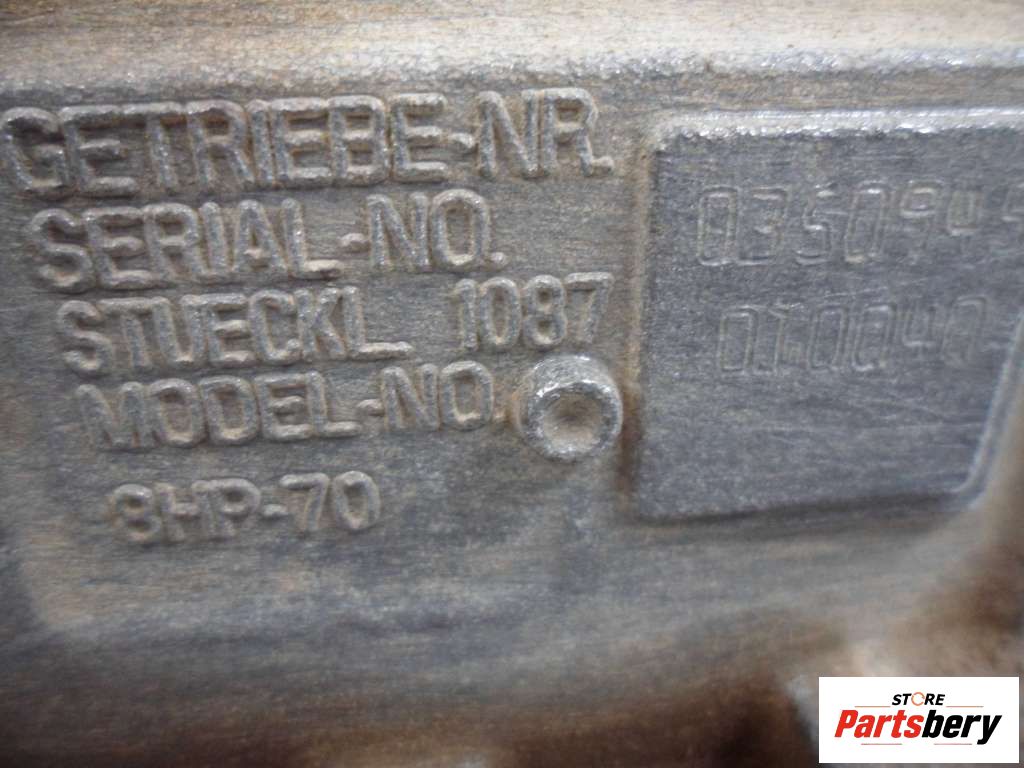 GETRIEBE-NR.
SERIAL-NO.
STUECKL. 1087
MODEL-NO.
8HP-70
STORE
Partsbery